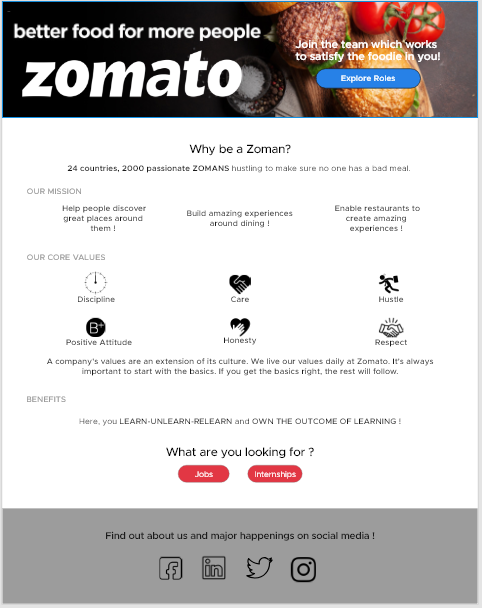 better food for more people
zomato
Join the team which works
to satisfy the foodie in you!
Explore Roles
Why be a Zoman?
24 countries, 2000 passionate ZOMANS hustling to make sure no one has a bad meal.
OUR MISSION
Help people discover
great places around
them !
Build amazing experiences
around dining !
Enable restaurants to
create amazing
experiences !
OUR CORE VALUES
Discipline
Care
Hustle
B+
Positive Attitude
Honesty
Respect
A company's values are an extension of its culture. We live our values daily at Zomato. It's always
important to start with the basics. If you get the basics right, the rest will follow.
BENEFITS
Here, you LEARN-UNLEARN-RELEARN and OWN THE OUTCOME OF LEARNING !
What are you looking for ?
Jobs
Internships
Find out about us and major happenings on social media !
f
in